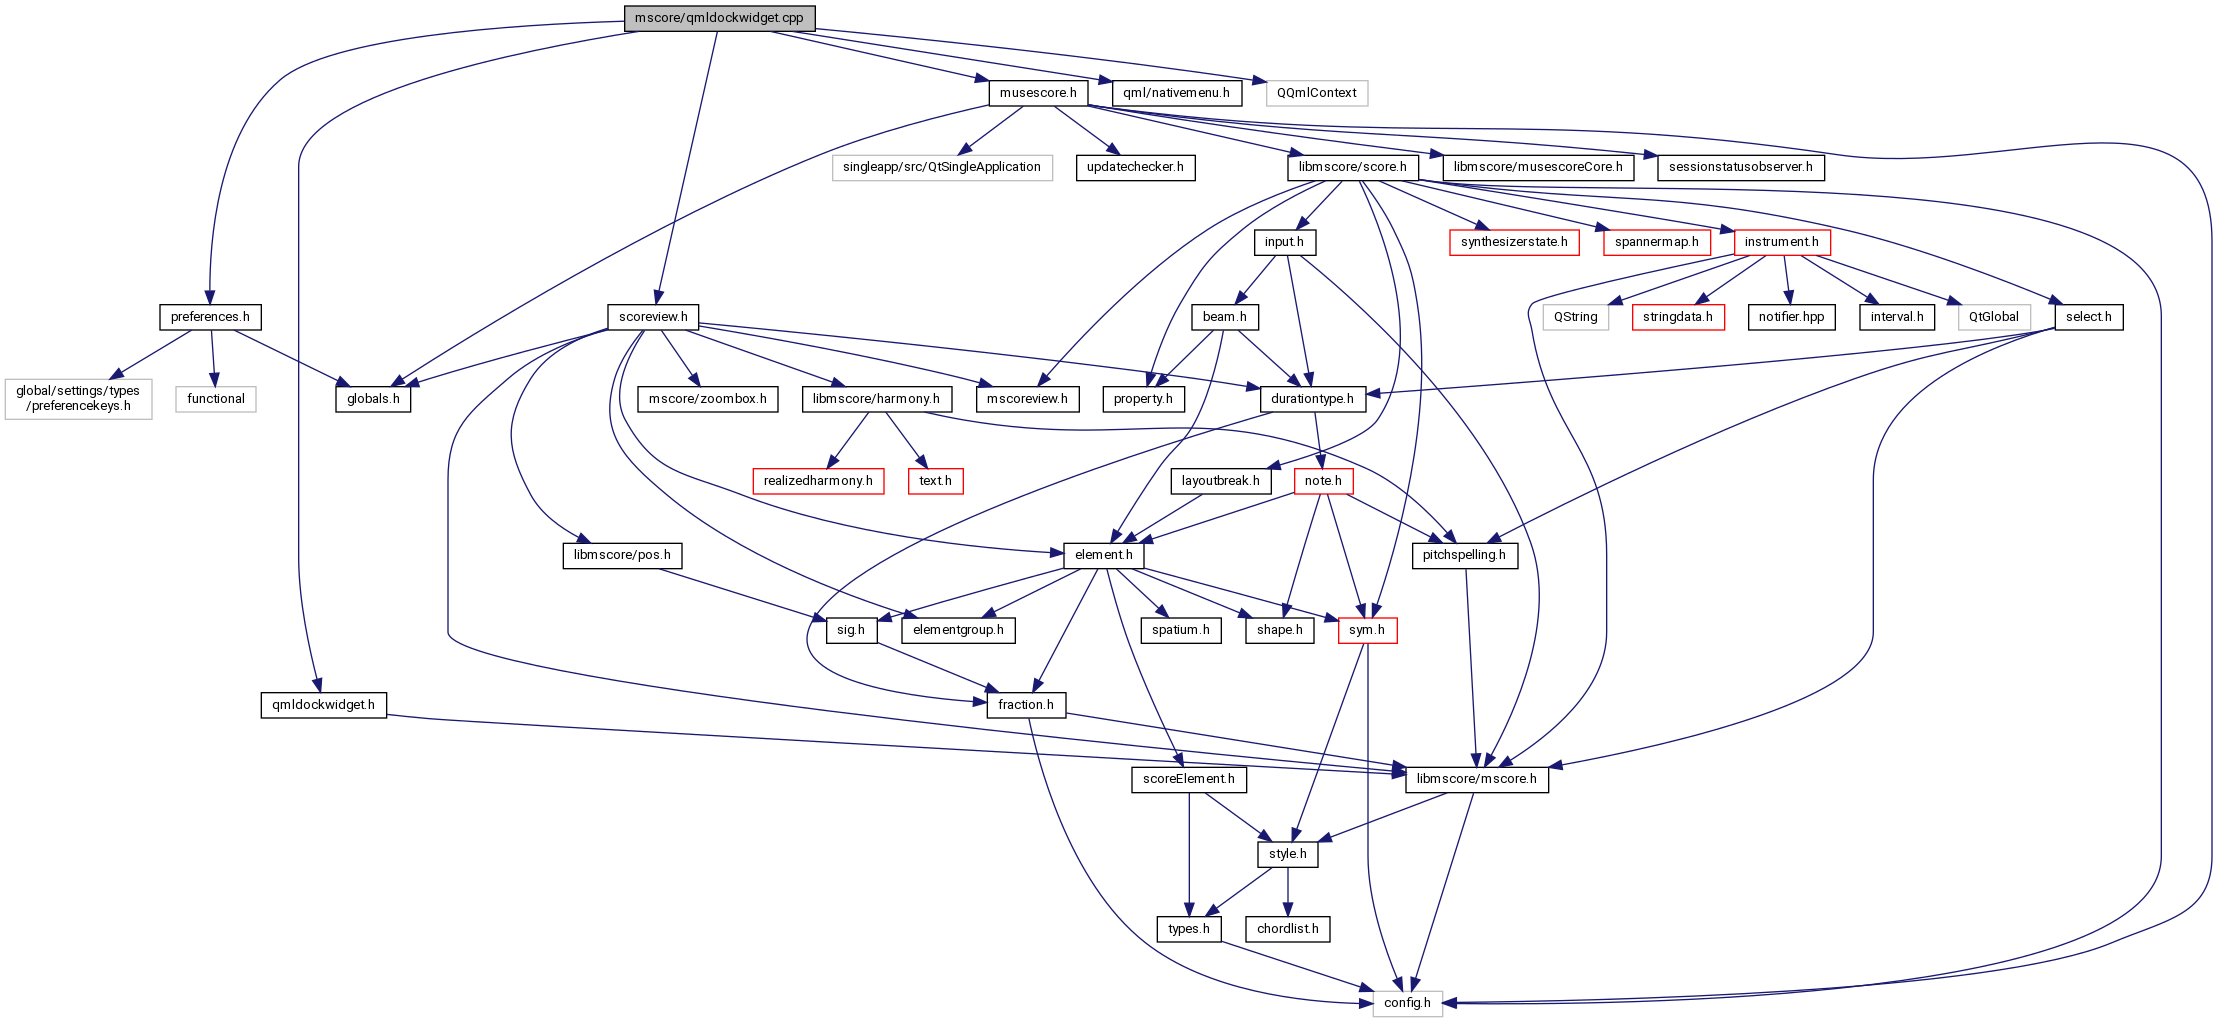 mscore/qmldockwidget.cpp
musescore.h
qml/nativemenu.h
QQmlContext
singleapp/src/QtSingleApplication
updatechecker.h
libmscore/score.h
libmscore/musescoreCore.h
sessionstatusobserver.h
input.h
synthesizerstate.h
spannermap.h
instrument.h
preferences.h
scoreview.h
beam.h
QString
stringdata.h
notifier.hpp
interval.h
QtGlobal
select.h
global/settings/types
/preferencekeys.h
functional
globals.h
mscore/zoombox.h
libmscore/harmony.h
mscoreview.h
property.h
durationtype.h
realizedharmony.h
text.h
layoutbreak.h
note.h
libmscore/pos.h
element.h
pitchspelling.h
sig.h
elementgroup.h
spatium.h
shape.h
sym.h
qmldockwidget.h
fraction.h
scoreElement.h
libmscore/mscore.h
style.h
types.h
chordlist.h
config.h